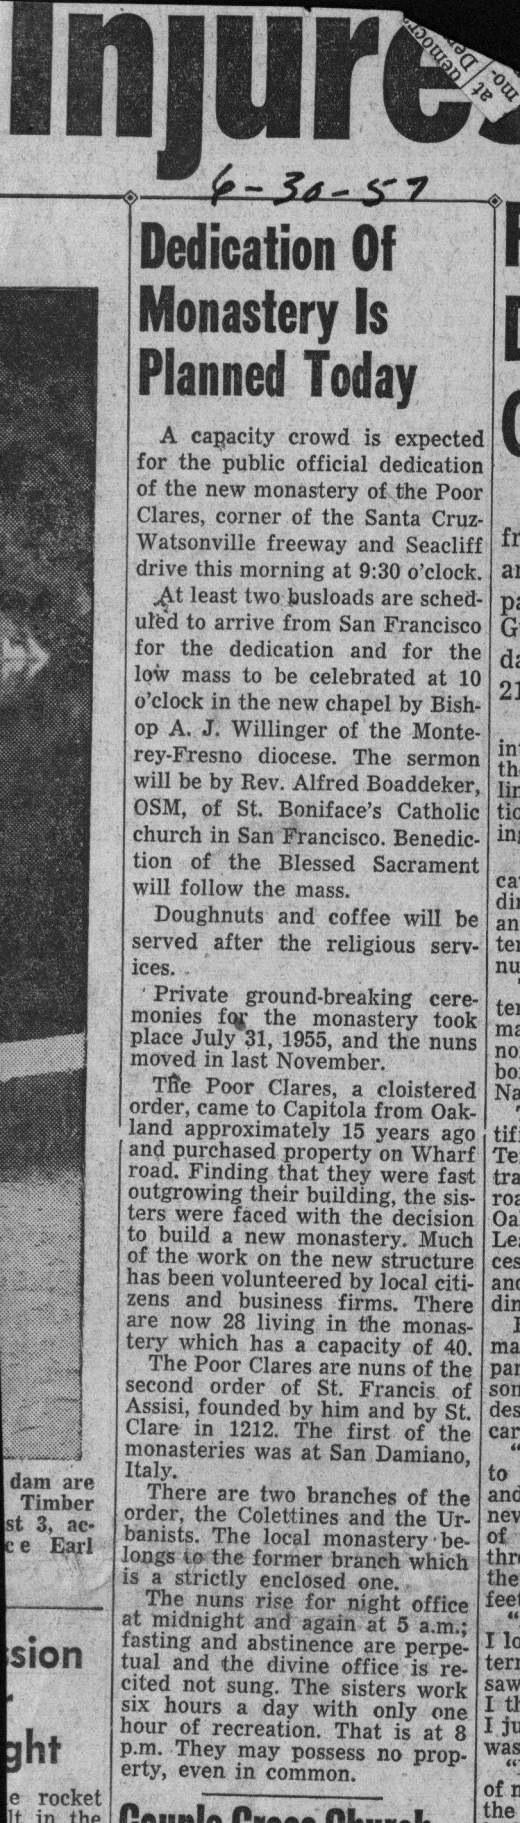 Injures
at
mo-
democr
De
6-30-57
Dedication Of
Monastery Is
Planned Today
A capacity crowd is expected
for the public official dedication
of the new monastery of the Poor
Clares, corner of the Santa Cruz-
Watsonville freeway and Seacliff
drive this morning at 9:30 o'clock.
At least two busloads are sched-
uled to arrive from San Francisco
for the dedication and for the
low mass to be celebrated at 10
o'clock in the new chapel by Bish-
op A. J. Willinger of the Monte-
rey-Fresno diocese. The sermon
will be by Rev. Alfred Boaddeker,
OSM, of St. Boniface's Catholic
church in San Francisco. Benedic-
tion of the Blessed Sacrament
will follow the mass.
Doughnuts and coffee will be
served after the religious serv-
ices.
Private ground-breaking cere-
monies for the monastery took
place July 31, 1955, and the nuns
moved in last November.
The Poor Clares, a cloistered
order, came to Capitola from Oak-
land approximately 15 years ago
and purchased property on Wharf
road. Finding that they were fast
outgrowing their building, the sis-
ters were faced with the decision
to build a new monastery. Much
of the work on the new structure
has been volunteered by local citi-
zens and business firms. There
are now 28 living in the monas-
tery which has a capacity of 40.
The Poor Clares are nuns of the
second order of St. Francis of
Assisi, founded by him and by St.
Clare in 1212. The first of the
monasteries was at San Damiano,
Italy.
There are two branches of the
order, the Colettines and the Ur-
banists. The local monastery be-
longs to the former branch which
is a strictly enclosed one.
The nuns rise for night office
at midnight and again at 5 a.m.;
fasting and abstinence are perpe-
tual and the divine office is re-
cited not sung. The sisters work
six hours a day with only one
hour of recreation. That is at 8
p.m. They may possess no prop-
erty, even in common.
Couple Cross Church
dam are
Timber
st 3, ac-
ce Earl
ssion
ght
e rocket
lt in the